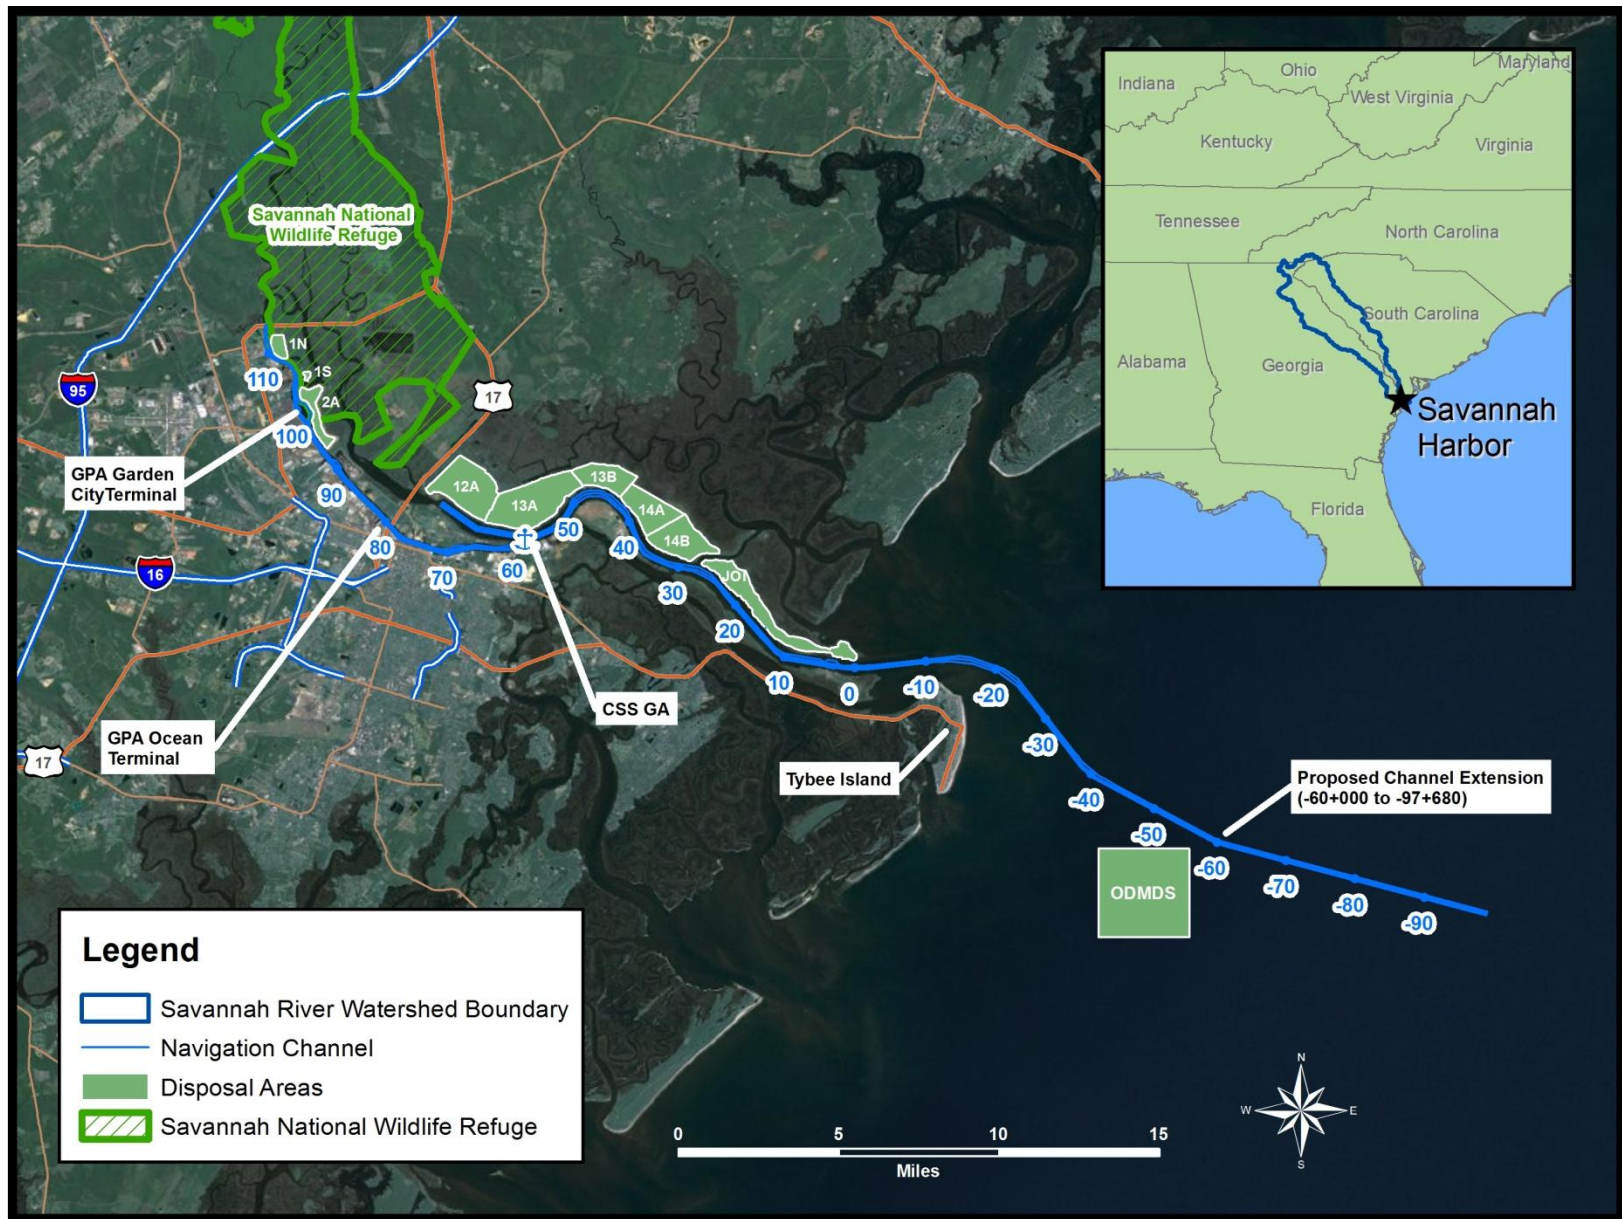 Savannah National
Wildlife Refuge
1N
1S
2A
110
100
90
80
70
60
50
40
30
20
10
0
-10
-20
-30
-40
-50
-60
-70
-80
-90
95
17
16
17
GPA Garden
CityTerminal
GPA Ocean
Terminal
12A
13A
13B
14A
14B
JOI
CSS GA
Tybee Island
Proposed Channel Extension
(-60+000 to -97+680)
ODMDS
Indiana
Ohio
Maryland
West Virginia
Kentucky
Virginia
Tennessee
North Carolina
South Carolina
Alabama
Georgia
Savannah
Harbor
Florida
Legend
Savannah River Watershed Boundary
Navigation Channel
Disposal Areas
Savannah National Wildlife Refuge
0 5 10 15
Miles
N
W E
S